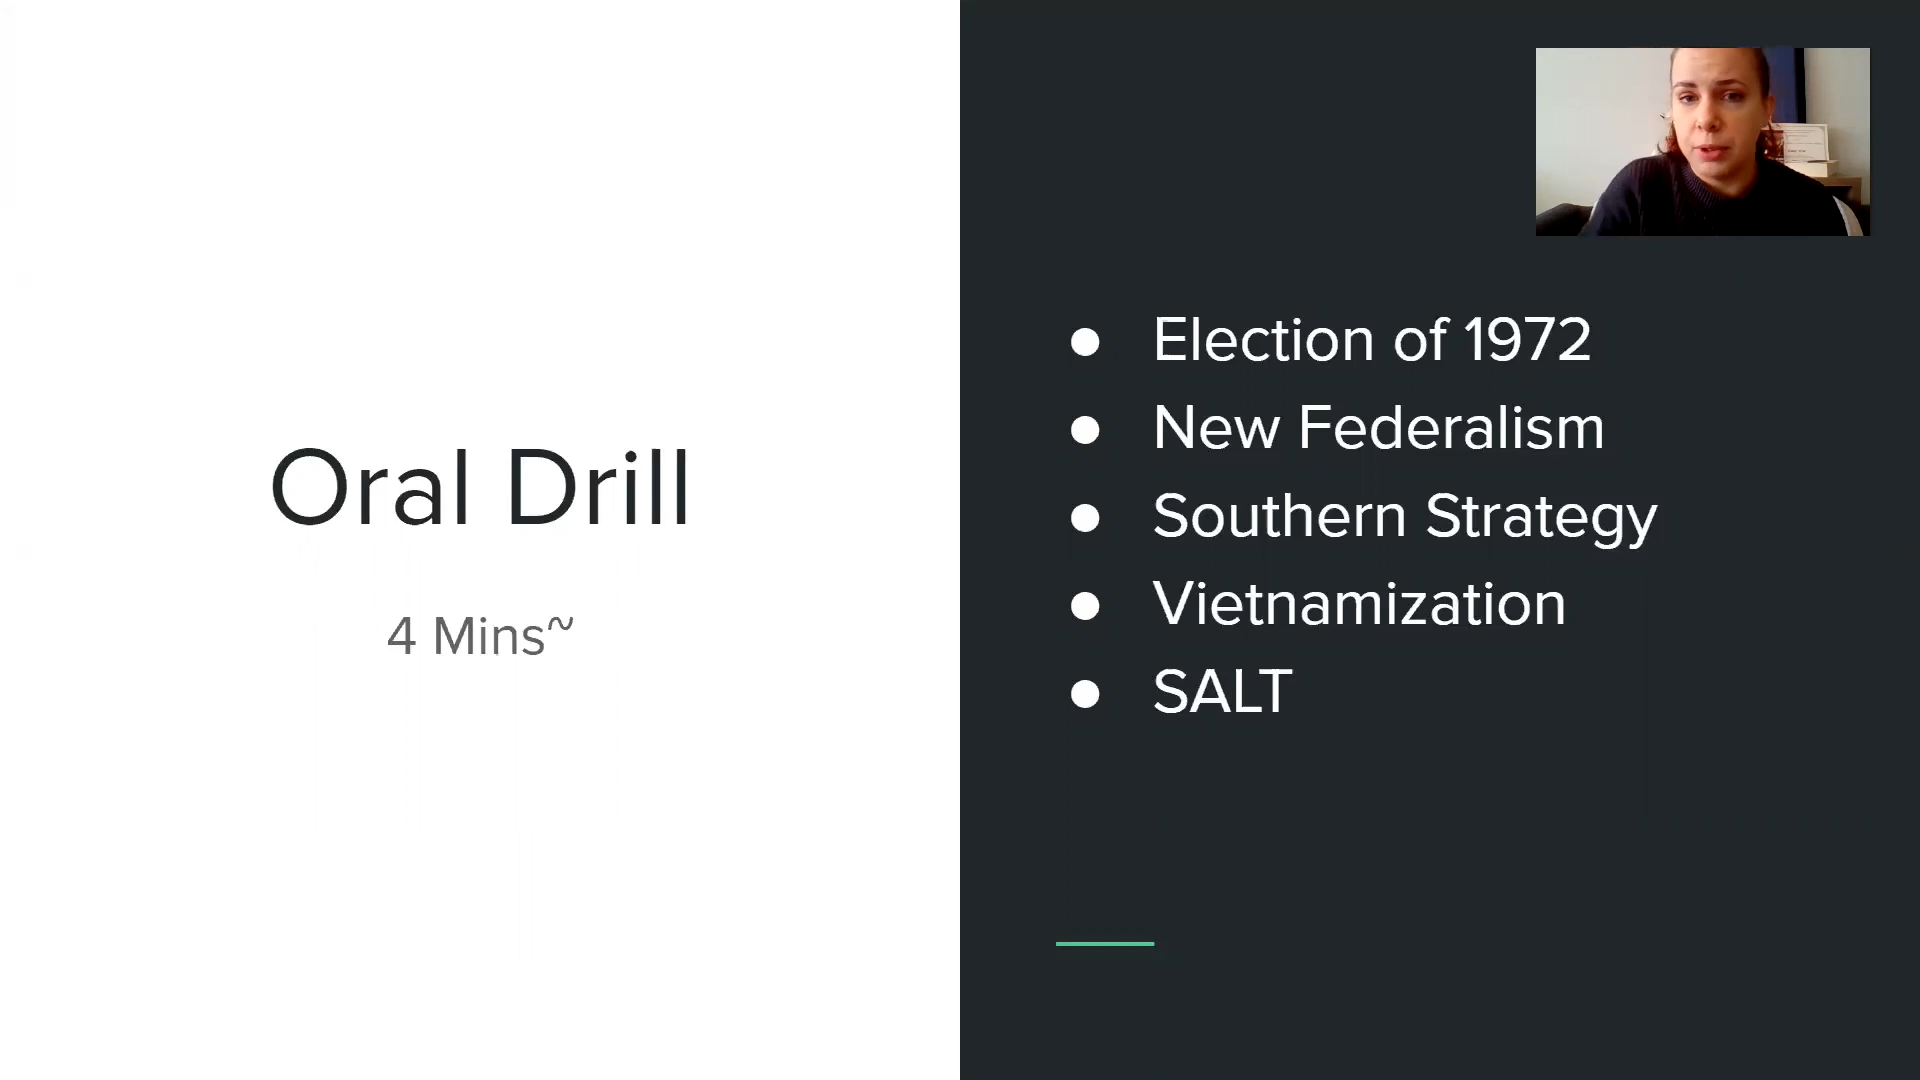 Oral Drill
4 Mins~
Election of 1972
New Federalism
Southern Strategy
Vietnamization
SALT